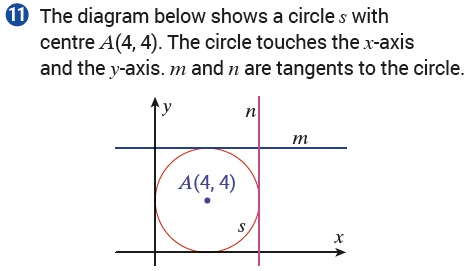 11 The diagram below shows a circle s with
centre A(4, 4). The circle touches the x-axis
and the y-axis. m and n are tangents to the circle.
y
n
m
A(4, 4)
s
x